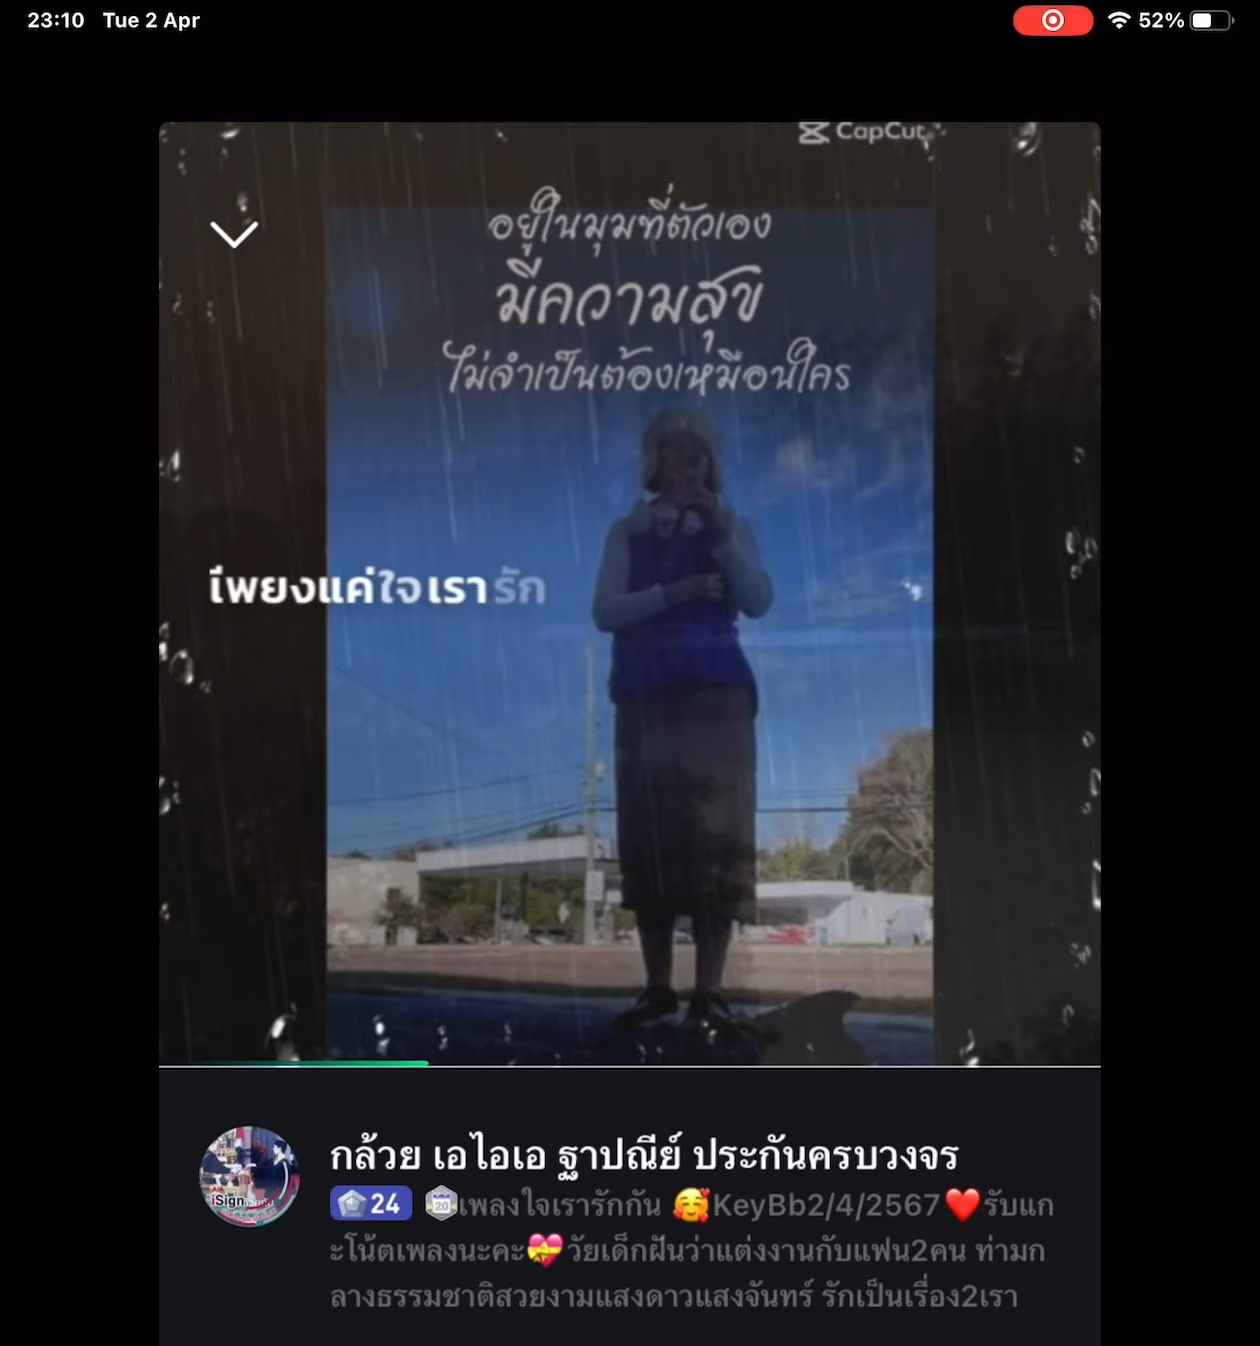 23:10 Tue 2 Apr 52%
CapCut
อยู่ในมุมที่ตัวเอง
มีความสุข
ไม่จำเป็นต้องเหมือนใคร
เพียงแค่ใจเรารัก
กล้วย เอไอเอ ฐาปณีย์ ประกันครบวงจร
iSign
24 20 เพลงใจเรารักกัน 🥰KeyBb2/4/2567❤️รับแก
ะโน้ตเพลงนะคะ💝วัยเด็กฝันว่าแต่งงานกับแฟน2คน ท่ามก
ลางธรรมชาติสวยงามแสงดาวแสงจันทร์ รักเป็นเรื่อง2เรา